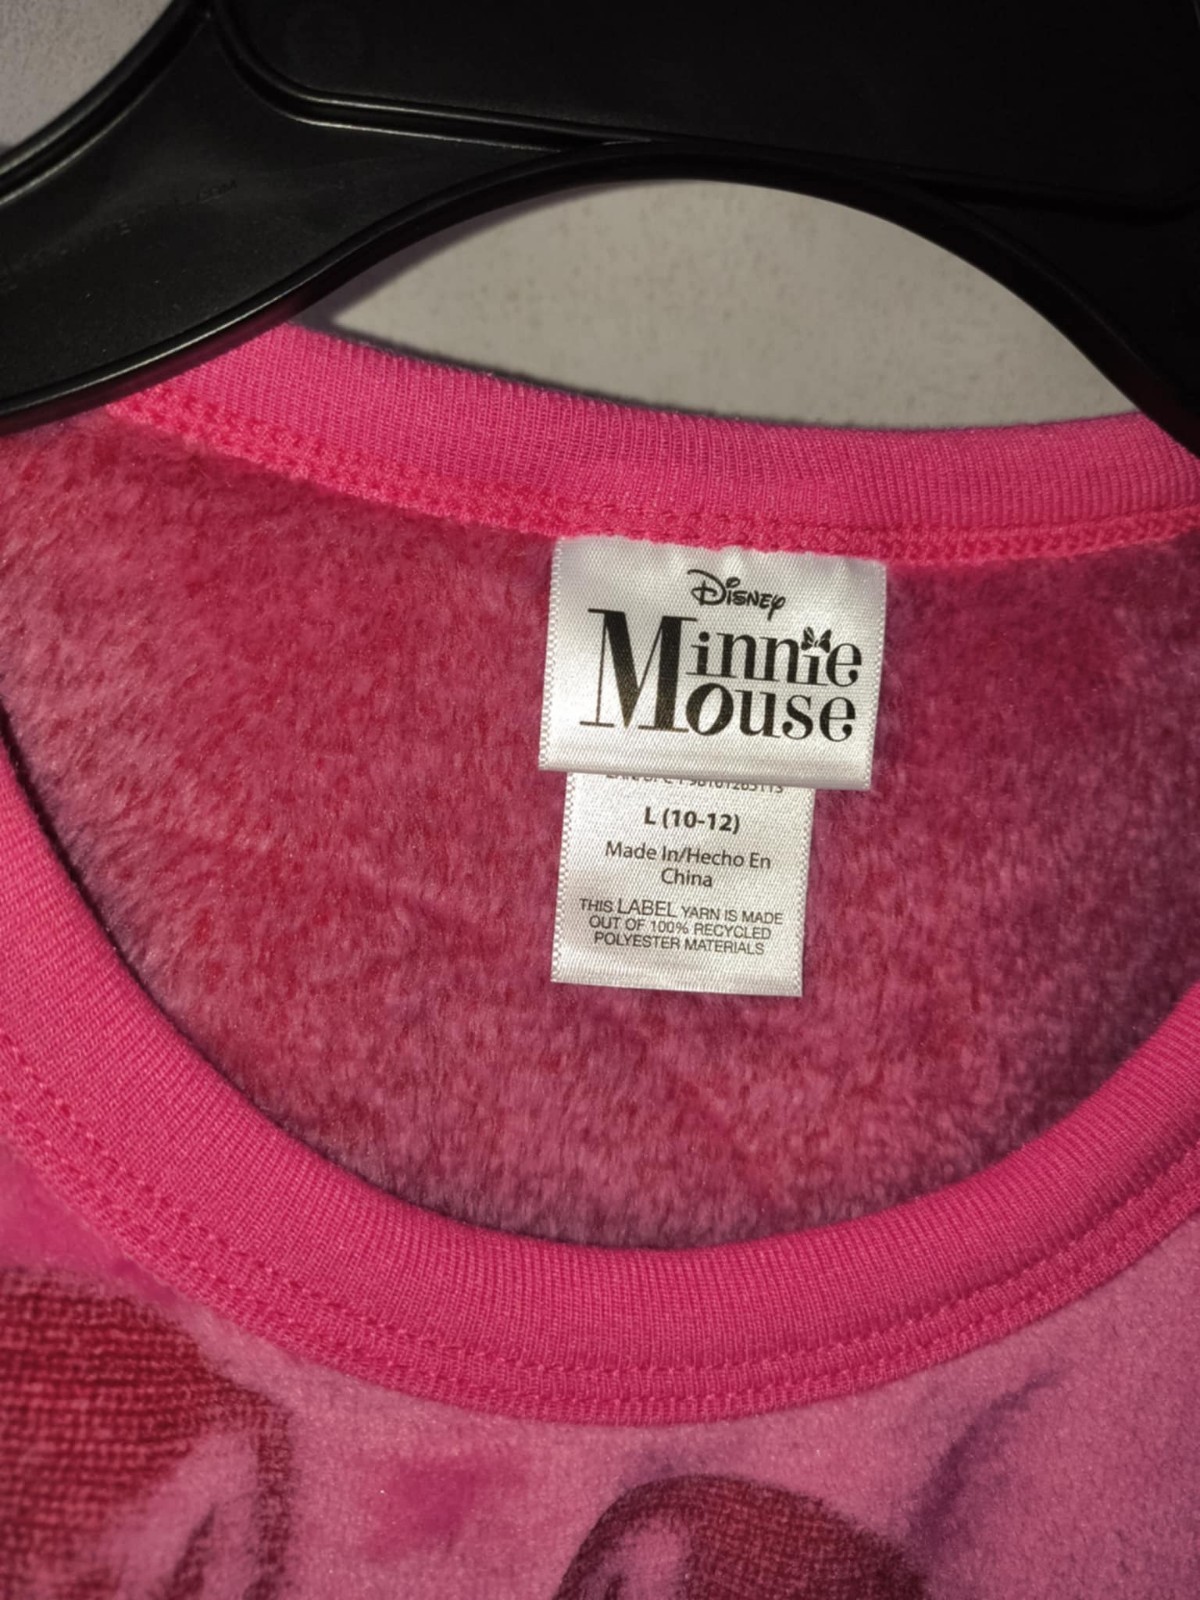 Disney
Minnie
Mouse
L (10-12)
Made In/Hecho En
China
THIS LABEL YARN IS MADE
OUT OF 100% RECYCLED
POLYESTER MATERIALS